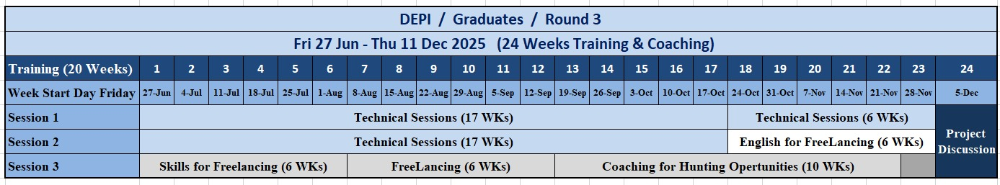 DEPI / Graduates / Round 3
Fri 27 Jun - Thu 11 Dec 2025 (24 Weeks Training & Coaching)
Training (20 Weeks) 1 2 3 4 5 6 7 8 9 10 11 12 13 14 15 16 17 18 19 20 21 22 23 24
Week Start Day Friday 27-Jun 4-Jul 11-Jul 18-Jul 25-Jul 1-Aug 8-Aug 15-Aug 22-Aug 29-Aug 5-Sep 12-Sep 19-Sep 26-Sep 3-Oct 10-Oct 17-Oct 24-Oct 31-Oct 7-Nov 14-Nov 21-Nov 28-Nov 5-Dec
Session 1 Technical Sessions (17 WKs) Technical Sessions (6 WKs)
Session 2 Technical Sessions (17 WKs) English for FreeLancing (6 WKs)
Project
Discussion
Session 3 Skills for Freelancing (6 WKs) FreeLancing (6 WKs) Coaching for Hunting Opertunities (10 WKs)